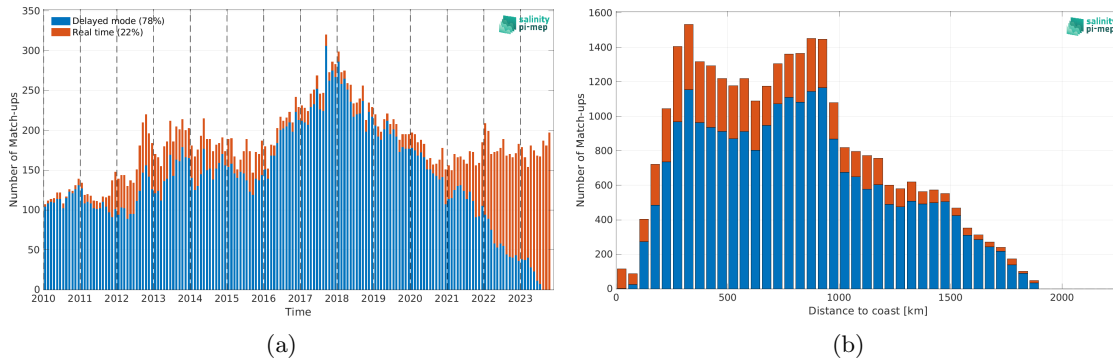 350
300
250
200
150
100
50
0
Number of Match-ups
Delayed mode (78%)
Real time (22%)
salinity
pi-mep
2010 2011 2012 2013 2014 2015 2016 2017 2018 2019 2020 2021 2022 2023
Time
(a)
1600
1400
1200
1000
800
600
400
200
0
Number of Match-ups
salinity
pi-mep
0 500 1000 1500 2000
Distance to coast [km]
(b)